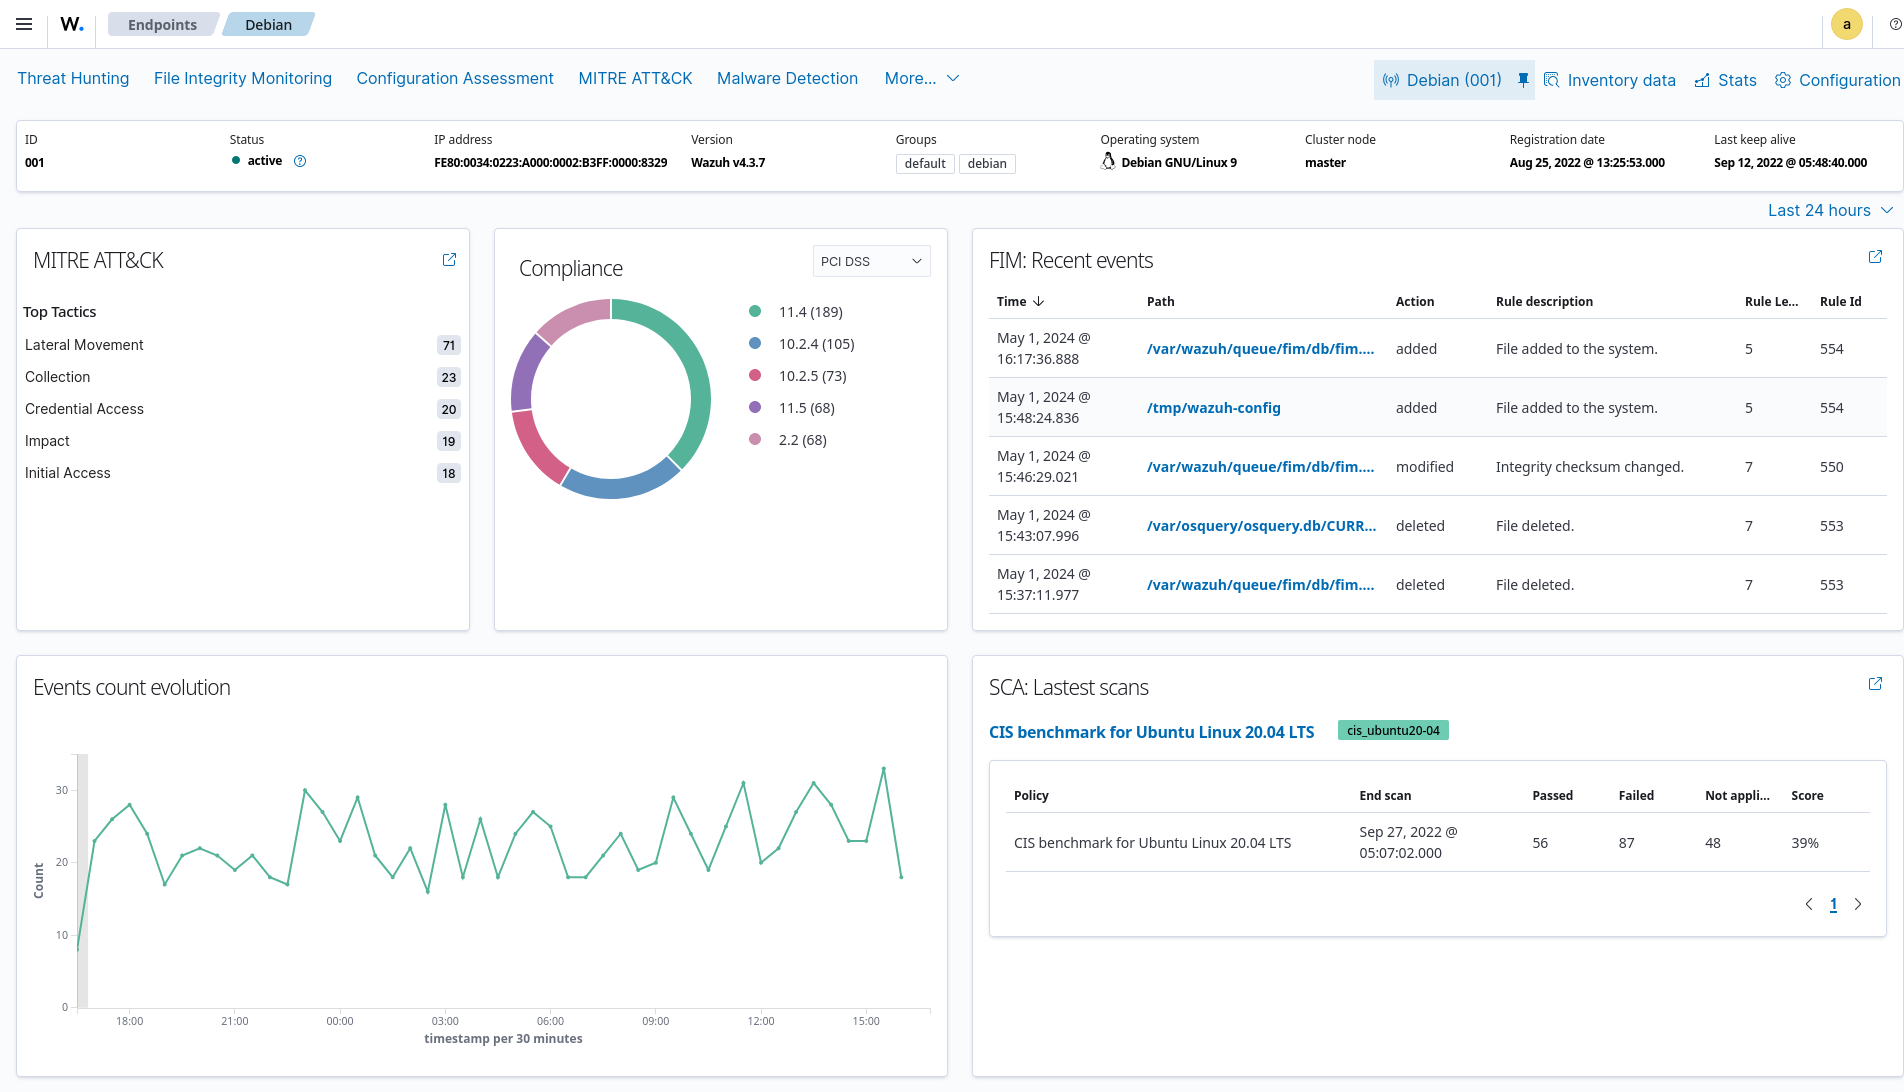 W.
Endpoints
Debian
a
Threat Hunting
File Integrity Monitoring
Configuration Assessment
MITRE ATT&CK
Malware Detection
More...
Debian (001)
Inventory data
Stats
Configuration
ID
001
Status
active
IP address
FE80:0034:0223:A000:0002:B3FF:0000:8329
Version
Wazuh v4.3.7
Groups
default
debian
Operating system
Debian GNU/Linux 9
Cluster node
master
Registration date
Aug 25, 2022 @ 13:25:53.000
Last keep alive
Sep 12, 2022 @ 05:48:40.000
Last 24 hours
MITRE ATT&CK
Top Tactics
Lateral Movement 71
Collection 23
Credential Access 20
Impact 19
Initial Access 18
Compliance
PCI DSS
11.4 (189)
10.2.4 (105)
10.2.5 (73)
11.5 (68)
2.2 (68)
FIM: Recent events
Time Path Action Rule description Rule Le... Rule Id
May 1, 2024 @
16:17:36.888
/var/wazuh/queue/fim/db/fim.... added File added to the system. 5 554
May 1, 2024 @
15:48:24.836
/tmp/wazuh-config added File added to the system. 5 554
May 1, 2024 @
15:46:29.021
/var/wazuh/queue/fim/db/fim.... modified Integrity checksum changed. 7 550
May 1, 2024 @
15:43:07.996
/var/osquery/osquery.db/CURR... deleted File deleted. 7 553
May 1, 2024 @
15:37:11.977
/var/wazuh/queue/fim/db/fim.... deleted File deleted. 7 553
Events count evolution
Count
30
20
10
0
18:00 21:00 00:00 03:00 06:00 09:00 12:00 15:00
timestamp per 30 minutes
SCA: Lastest scans
CIS benchmark for Ubuntu Linux 20.04 LTS
cis_ubuntu20-04
Policy End scan Passed Failed Not appli... Score
CIS benchmark for Ubuntu Linux 20.04 LTS
Sep 27, 2022 @
05:07:02.000
56 87 48 39%
1